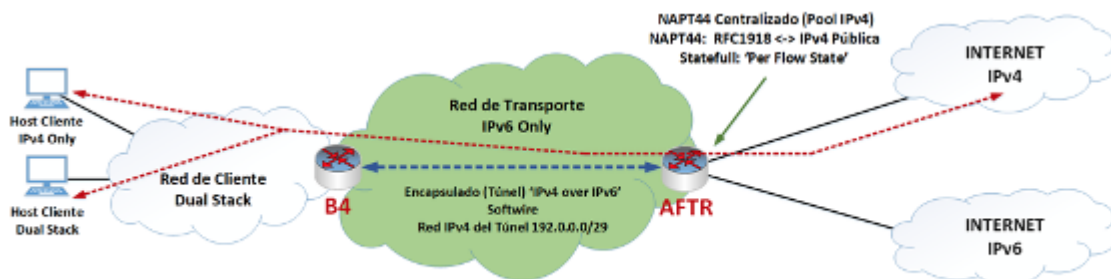 NAPT44 Centralizado (Pool IPv4)
NAPT44: RFC1918 <-> IPv4 Pública
Statefull: 'Per Flow State'
INTERNET
IPv4
Host Cliente
IPv4 Only
Red de Transporte
IPv6 Only
Red de Cliente
Dual Stack
Host Cliente
Dual Stack
B4
Encapsulado (Túnel) 'IPv4 over IPv6'
Softwire
Red IPv4 del Túnel 192.0.0.0/29
AFTR
INTERNET
IPv6